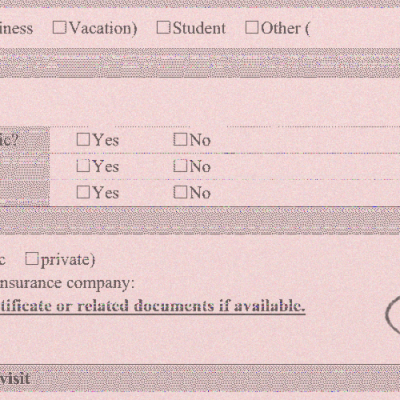 iness ☐Vacation) ☐Student ☐Other (
ic? ☐Yes ☐No
☐Yes ☐No
☐Yes ☐No
c ☐private)
nsurance company:
tificate or related documents if available.
visit